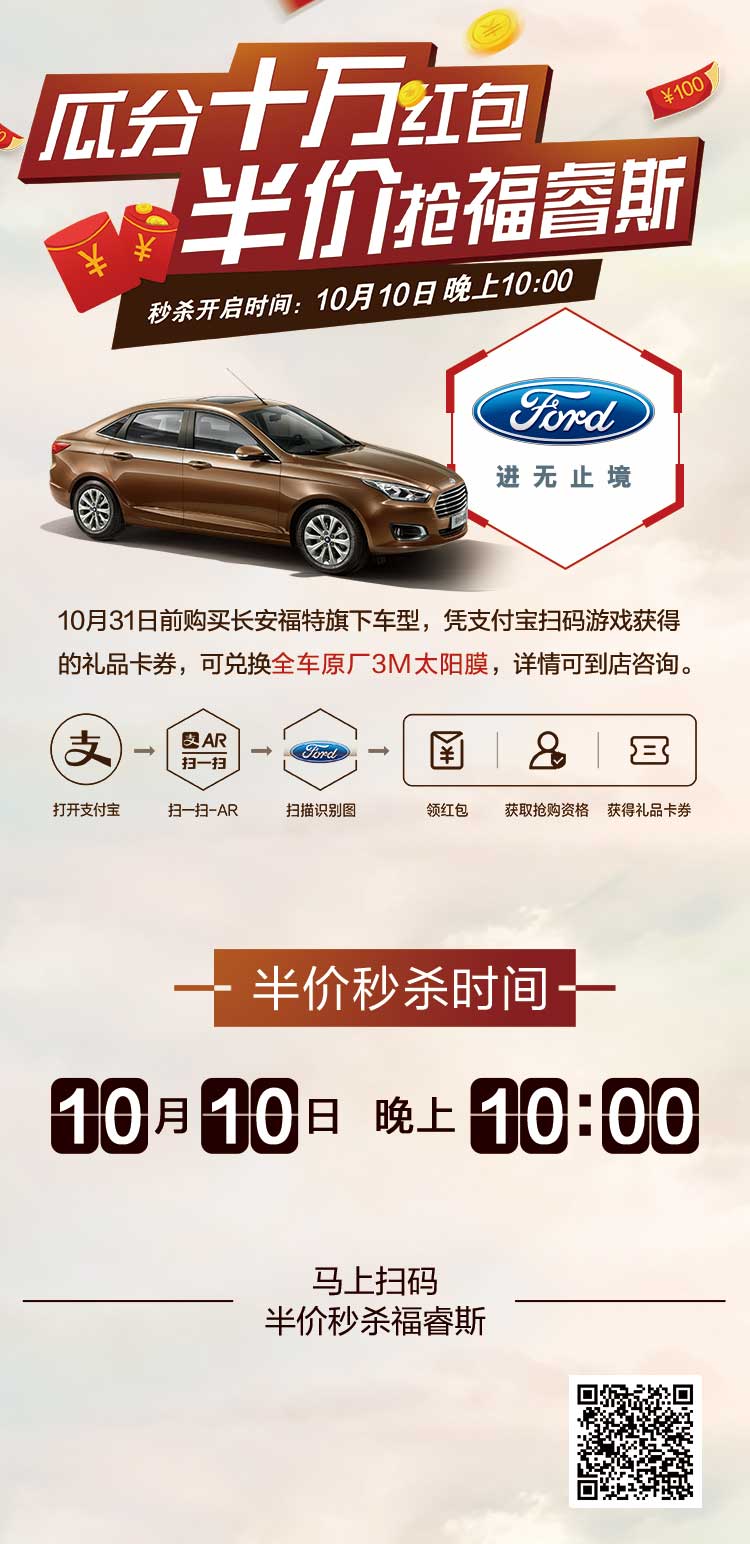 瓜分十万红包
¥100
半价抢福睿斯
¥
¥
秒杀开启时间：10月10日 晚上10:00
Ford
进无止境
10月31日前购买长安福特旗下车型，凭支付宝扫码游戏获得
的礼品卡券，可兑换全车原厂3M太阳膜，详情可到店咨询。
支
支AR
扫一扫
Ford
¥
打开支付宝
扫一扫-AR
扫描识别图
领红包
获取抢购资格
获得礼品卡券
半价秒杀时间
10月10日 晚上 10:00
马上扫码
半价秒杀福睿斯